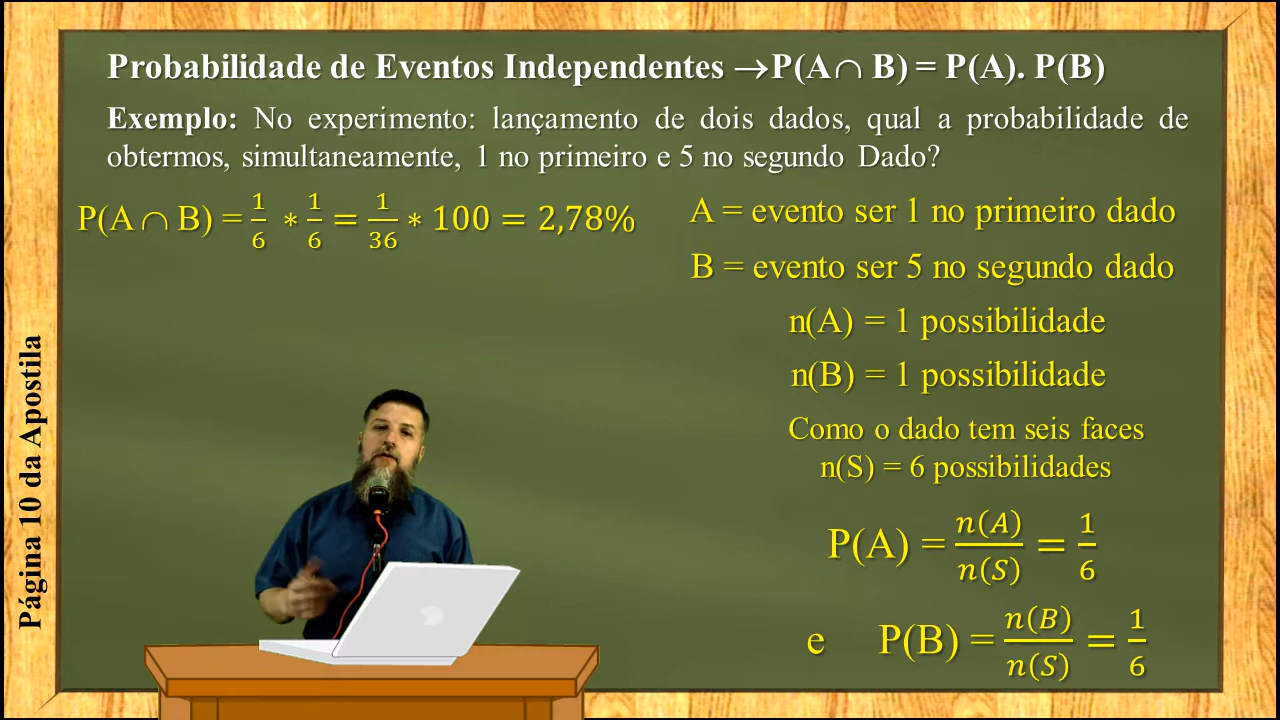 Probabilidade de Eventos Independentes →P(A∩ B) = P(A). P(B)
Exemplo: No experimento: lançamento de dois dados, qual a probabilidade de
obtermos, simultaneamente, 1 no primeiro e 5 no segundo Dado?
P(A ∩ B) = 1/6 * 1/6 = 1/36 * 100 = 2,78%
A = evento ser 1 no primeiro dado
B = evento ser 5 no segundo dado
n(A) = 1 possibilidade
n(B) = 1 possibilidade
Como o dado tem seis faces
n(S) = 6 possibilidades
P(A) = n(A)/n(S) = 1/6
e P(B) = n(B)/n(S) = 1/6
Página 10 da Apostila